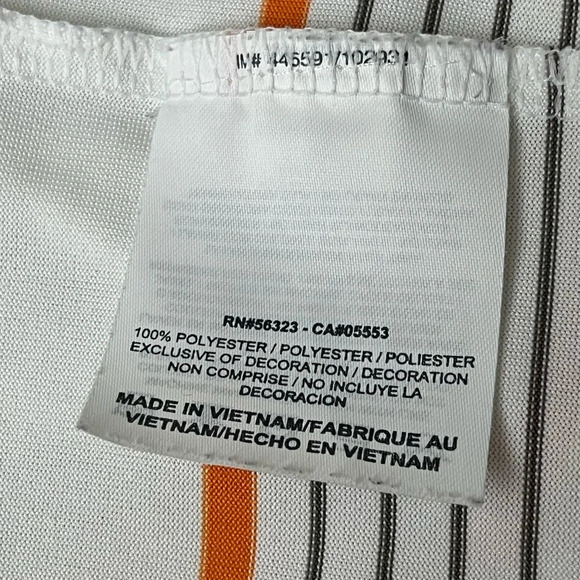 RN#56323 - CA#05553
100% POLYESTER / POLYESTER / POLIESTER
EXCLUSIVE OF DECORATION / DECORATION
NON COMPRISE / NO INCLUYE LA
DECORACION
MADE IN VIETNAM/FABRIQUE AU
VIETNAM/HECHO EN VIETNAM